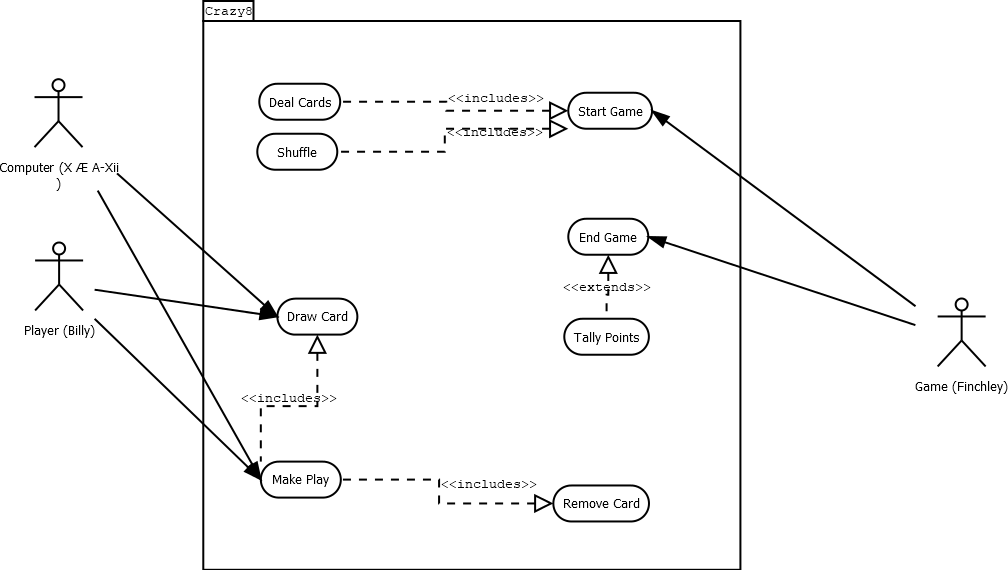 Crazy8
Deal Cards
<<includes>>
Start Game
Shuffle
<<includes>>
Computer (X Æ A-Xii
)
End Game
Player (Billy)
<<extends>>
Draw Card
Tally Points
Game (Finchley)
<<includes>>
Make Play
<<includes>>
Remove Card